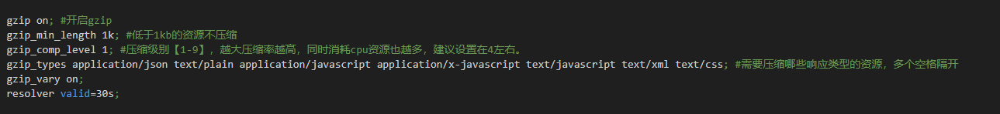 gzip on; #开启gzip
gzip_min_length 1k; #低于1kb的资源不压缩
gzip_comp_level 1; #压缩级别【1-9】，越大压缩率越高，同时消耗cpu资源也越多，建议设置在4左右。
gzip_types application/json text/plain application/javascript application/x-javascript text/javascript text/xml text/css; #需要压缩哪些响应类型的资源，多个空格隔开
gzip_vary on;
resolver valid=30s;